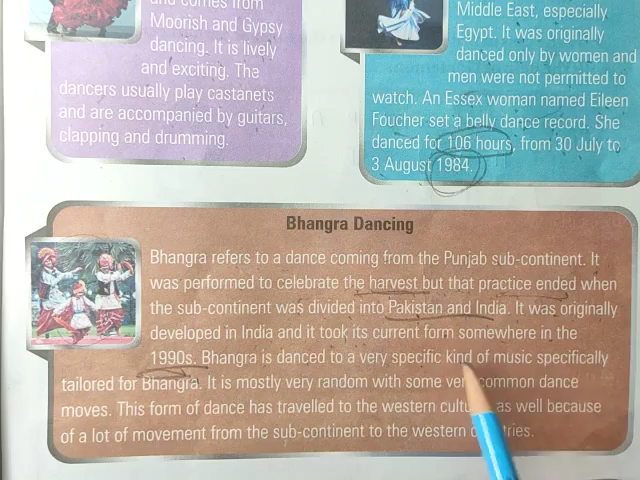 and comes from
Moorish and Gypsy
dancing. It is lively
and exciting. The
dancers usually play castanets
and are accompanied by guitars,
clapping and drumming.
Middle East, especially
Egypt. It was originally
danced only by women and
men were not permitted to
watch. An Essex woman named Eileen
Foucher set a belly dance record. She
danced for 106 hours, from 30 July to
3 August 1984.
Bhangra Dancing
Bhangra refers to a dance coming from the Punjab sub-continent. It
was performed to celebrate the harvest but that practice ended when
the sub-continent was divided into Pakistan and India. It was originally
developed in India and it took its current form somewhere in the
1990s. Bhangra is danced to a very specific kind of music specifically
tailored for Bhangra. It is mostly very random with some very common dance
moves. This form of dance has travelled to the western as well because
of a lot of movement from the sub-continent to the western